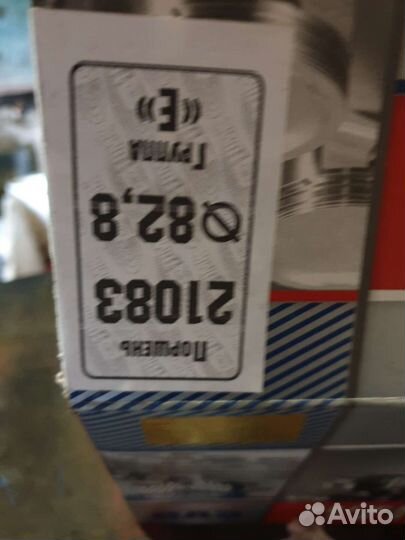 Поршень
21083
Ø 82,8
Группа
((E))
Avito